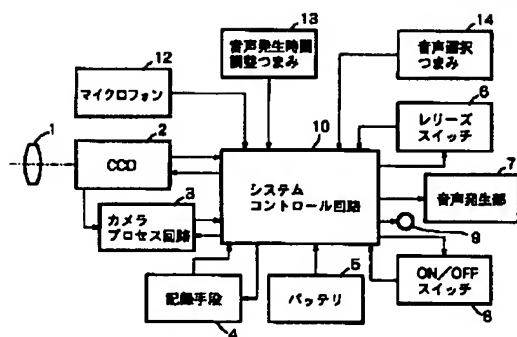 13
音声発生時間
調整つまみ
14
音声選択
つまみ
12
マイクロフォン
6
レリーズ
スイッチ
1
2
CCD
10
システム
コントロール回路
7
音声発生部
3
カメラ
プロセス回路
9
4
記録手段
5
バッテリ
8
ON/OFF
スイッチ